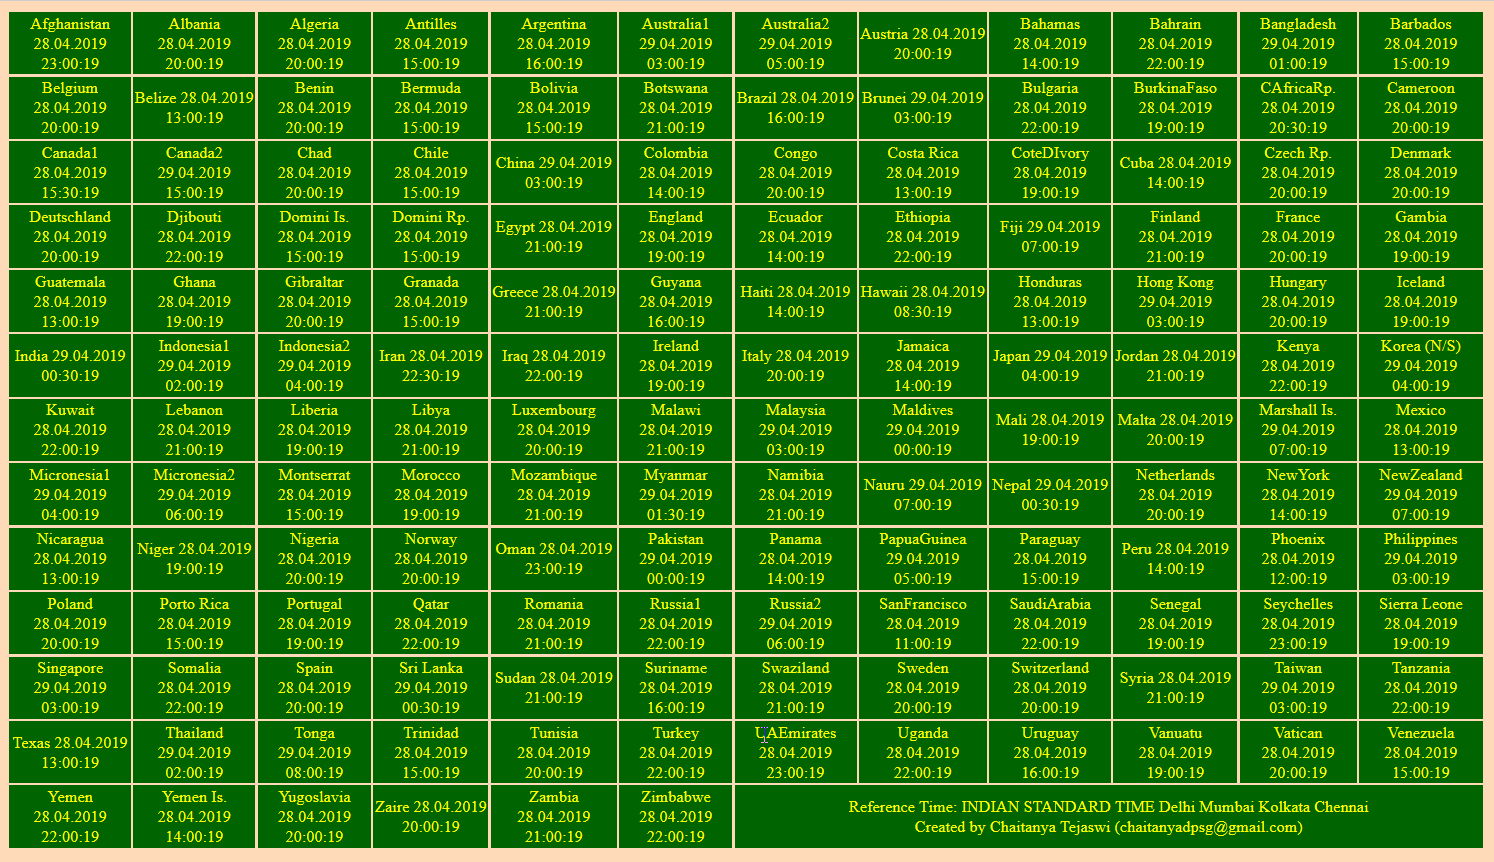 Afghanistan
28.04.2019
23:00:19
Albania
28.04.2019
20:00:19
Algeria
28.04.2019
20:00:19
Antilles
28.04.2019
15:00:19
Argentina
28.04.2019
16:00:19
Australia1
29.04.2019
03:00:19
Australia2
29.04.2019
05:00:19
Austria 28.04.2019
20:00:19
Bahamas
28.04.2019
14:00:19
Bahrain
28.04.2019
22:00:19
Bangladesh
29.04.2019
01:00:19
Barbados
28.04.2019
15:00:19
Belgium
28.04.2019
20:00:19
Belize 28.04.2019
13:00:19
Benin
28.04.2019
20:00:19
Bermuda
28.04.2019
15:00:19
Bolivia
28.04.2019
15:00:19
Botswana
28.04.2019
21:00:19
Brazil 28.04.2019
16:00:19
Brunei 29.04.2019
03:00:19
Bulgaria
28.04.2019
22:00:19
BurkinaFaso
28.04.2019
19:00:19
CAfricaRp.
28.04.2019
20:30:19
Cameroon
28.04.2019
20:00:19
Canada1
28.04.2019
15:30:19
Canada2
29.04.2019
15:00:19
Chad
28.04.2019
20:00:19
Chile
28.04.2019
15:00:19
China 29.04.2019
03:00:19
Colombia
28.04.2019
14:00:19
Congo
28.04.2019
20:00:19
Costa Rica
28.04.2019
13:00:19
CoteDIvory
28.04.2019
19:00:19
Cuba 28.04.2019
14:00:19
Czech Rp.
28.04.2019
20:00:19
Denmark
28.04.2019
20:00:19
Deutschland
28.04.2019
20:00:19
Djibouti
28.04.2019
22:00:19
Domini Is.
28.04.2019
15:00:19
Domini Rp.
28.04.2019
15:00:19
Egypt 28.04.2019
21:00:19
England
28.04.2019
19:00:19
Ecuador
28.04.2019
14:00:19
Ethiopia
28.04.2019
22:00:19
Fiji 29.04.2019
07:00:19
Finland
28.04.2019
21:00:19
France
28.04.2019
20:00:19
Gambia
28.04.2019
19:00:19
Guatemala
28.04.2019
13:00:19
Ghana
28.04.2019
19:00:19
Gibraltar
28.04.2019
20:00:19
Granada
28.04.2019
15:00:19
Greece 28.04.2019
21:00:19
Guyana
28.04.2019
16:00:19
Haiti 28.04.2019
14:00:19
Hawaii 28.04.2019
08:30:19
Honduras
28.04.2019
13:00:19
Hong Kong
29.04.2019
03:00:19
Hungary
28.04.2019
20:00:19
Iceland
28.04.2019
19:00:19
India 29.04.2019
00:30:19
Indonesia1
29.04.2019
02:00:19
Indonesia2
29.04.2019
04:00:19
Iran 28.04.2019
22:30:19
Iraq 28.04.2019
22:00:19
Ireland
28.04.2019
19:00:19
Italy 28.04.2019
20:00:19
Jamaica
28.04.2019
14:00:19
Japan 29.04.2019
04:00:19
Jordan 28.04.2019
21:00:19
Kenya
28.04.2019
22:00:19
Korea (N/S)
29.04.2019
04:00:19
Kuwait
28.04.2019
22:00:19
Lebanon
28.04.2019
21:00:19
Liberia
28.04.2019
19:00:19
Libya
28.04.2019
21:00:19
Luxembourg
28.04.2019
20:00:19
Malawi
28.04.2019
21:00:19
Malaysia
29.04.2019
03:00:19
Maldives
29.04.2019
00:00:19
Mali 28.04.2019
19:00:19
Malta 28.04.2019
20:00:19
Marshall Is.
29.04.2019
07:00:19
Mexico
28.04.2019
13:00:19
Micronesia1
29.04.2019
04:00:19
Micronesia2
29.04.2019
06:00:19
Montserrat
28.04.2019
15:00:19
Morocco
28.04.2019
19:00:19
Mozambique
28.04.2019
21:00:19
Myanmar
29.04.2019
01:30:19
Namibia
28.04.2019
21:00:19
Nauru 29.04.2019
07:00:19
Nepal 29.04.2019
00:30:19
Netherlands
28.04.2019
20:00:19
NewYork
28.04.2019
14:00:19
NewZealand
29.04.2019
07:00:19
Nicaragua
28.04.2019
13:00:19
Niger 28.04.2019
19:00:19
Nigeria
28.04.2019
20:00:19
Norway
28.04.2019
20:00:19
Oman 28.04.2019
23:00:19
Pakistan
29.04.2019
00:00:19
Panama
28.04.2019
14:00:19
PapuaGuinea
29.04.2019
05:00:19
Paraguay
28.04.2019
15:00:19
Peru 28.04.2019
14:00:19
Phoenix
28.04.2019
12:00:19
Philippines
29.04.2019
03:00:19
Poland
28.04.2019
20:00:19
Porto Rica
28.04.2019
15:00:19
Portugal
28.04.2019
19:00:19
Qatar
28.04.2019
22:00:19
Romania
28.04.2019
21:00:19
Russia1
28.04.2019
22:00:19
Russia2
29.04.2019
06:00:19
SanFrancisco
28.04.2019
11:00:19
SaudiArabia
28.04.2019
22:00:19
Senegal
28.04.2019
19:00:19
Seychelles
28.04.2019
23:00:19
Sierra Leone
28.04.2019
19:00:19
Singapore
29.04.2019
03:00:19
Somalia
28.04.2019
22:00:19
Spain
28.04.2019
20:00:19
Sri Lanka
29.04.2019
00:30:19
Sudan 28.04.2019
21:00:19
Suriname
28.04.2019
16:00:19
Swaziland
28.04.2019
21:00:19
Sweden
28.04.2019
20:00:19
Switzerland
28.04.2019
20:00:19
Syria 28.04.2019
21:00:19
Taiwan
29.04.2019
03:00:19
Tanzania
28.04.2019
22:00:19
Texas 28.04.2019
13:00:19
Thailand
29.04.2019
02:00:19
Tonga
29.04.2019
08:00:19
Trinidad
28.04.2019
15:00:19
Tunisia
28.04.2019
20:00:19
Turkey
28.04.2019
22:00:19
UAEmirates
28.04.2019
23:00:19
Uganda
28.04.2019
22:00:19
Uruguay
28.04.2019
16:00:19
Vanuatu
28.04.2019
19:00:19
Vatican
28.04.2019
20:00:19
Venezuela
28.04.2019
15:00:19
Yemen
28.04.2019
22:00:19
Yemen Is.
28.04.2019
14:00:19
Yugoslavia
28.04.2019
20:00:19
Zaire 28.04.2019
20:00:19
Zambia
28.04.2019
21:00:19
Zimbabwe
28.04.2019
22:00:19
Reference Time: INDIAN STANDARD TIME Delhi Mumbai Kolkata Chennai
Created by Chaitanya Tejaswi (chaitanyadpsg@gmail.com)